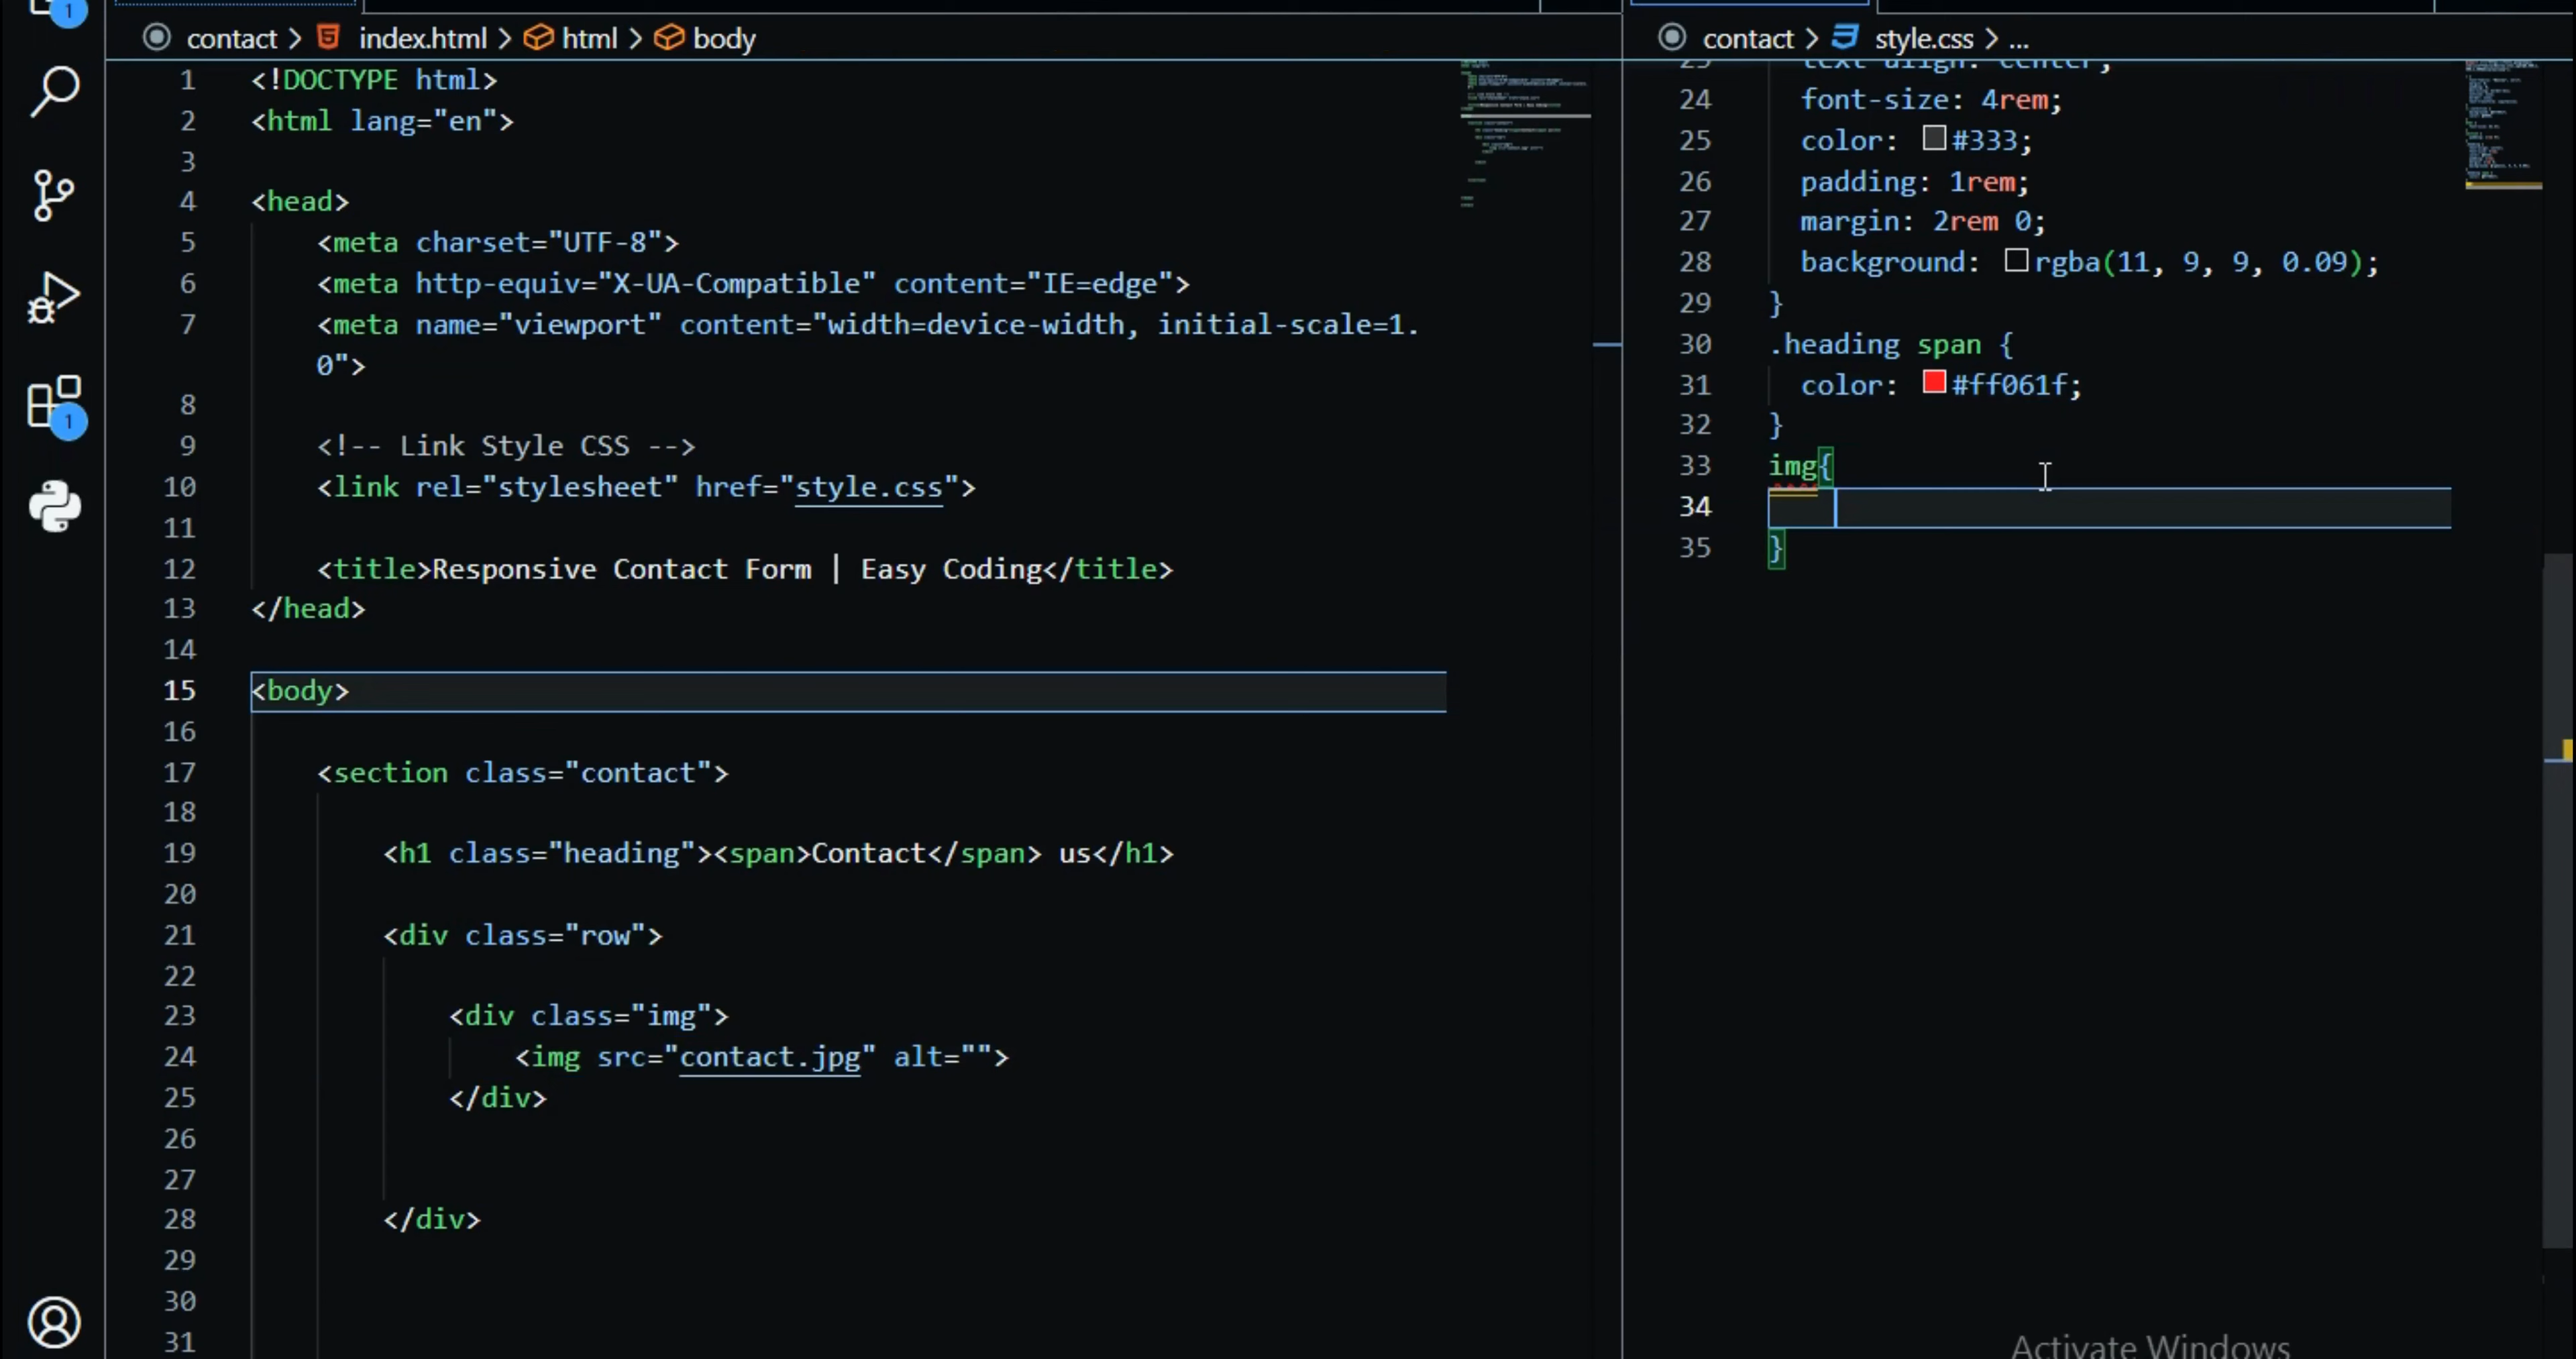 1
contact > index.html > html > body
1 <!DOCTYPE html>
2 <html lang="en">
3
4 <head>
5 <meta charset="UTF-8">
6 <meta http-equiv="X-UA-Compatible" content="IE=edge">
7 <meta name="viewport" content="width=device-width, initial-scale=1.
0">
8
9 <!-- Link Style CSS -->
10 <link rel="stylesheet" href="style.css">
11
12 <title>Responsive Contact Form | Easy Coding</title>
13 </head>
14
15 <body>
16
17 <section class="contact">
18
19 <h1 class="heading"><span>Contact</span> us</h1>
20
21 <div class="row">
22
23 <div class="img">
24 <img src="contact.jpg" alt="">
25 </div>
26
27
28 </div>
29
30
31
1
contact > style.css > ...
23 text-align: center;
24 font-size: 4rem;
25 color: #333;
26 padding: 1rem;
27 margin: 2rem 0;
28 background: rgba(11, 9, 9, 0.09);
29 }
30 .heading span {
31 color: #ff061f;
32 }
33 img{
34
35 }
Activate Windows